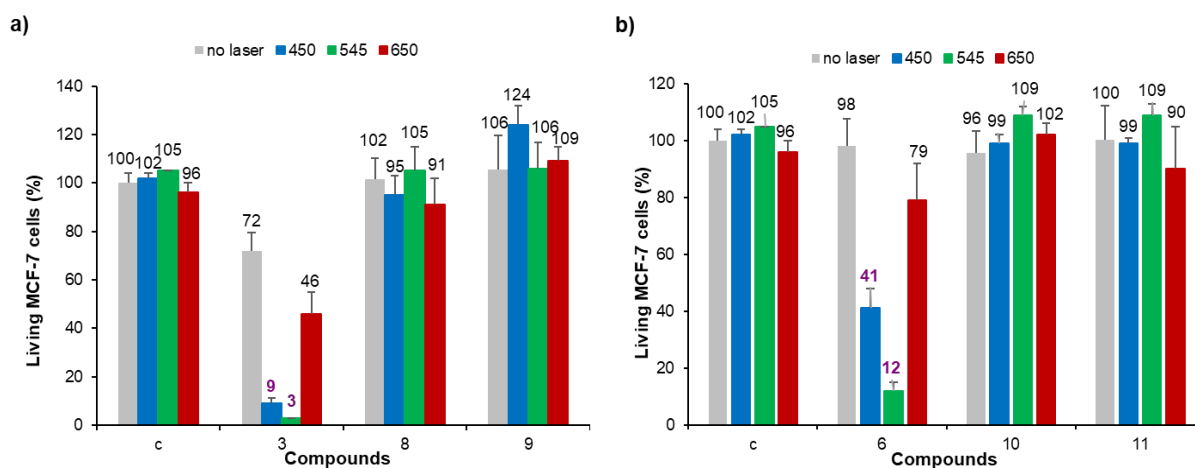 a)
no laser 450 545 650
Living MCF-7 cells (%)
140
120
100
80
60
40
20
0
100 102 105 96
72 9 3 46
102 95 105 91
106 124 106 109
c 3 8 9
Compounds
b)
no laser 450 545 650
Living MCF-7 cells (%)
120
100
80
60
40
20
0
100 102 105 96
98 41 12 79
96 99 109 102
100 99 109 90
c 6 10 11
Compounds